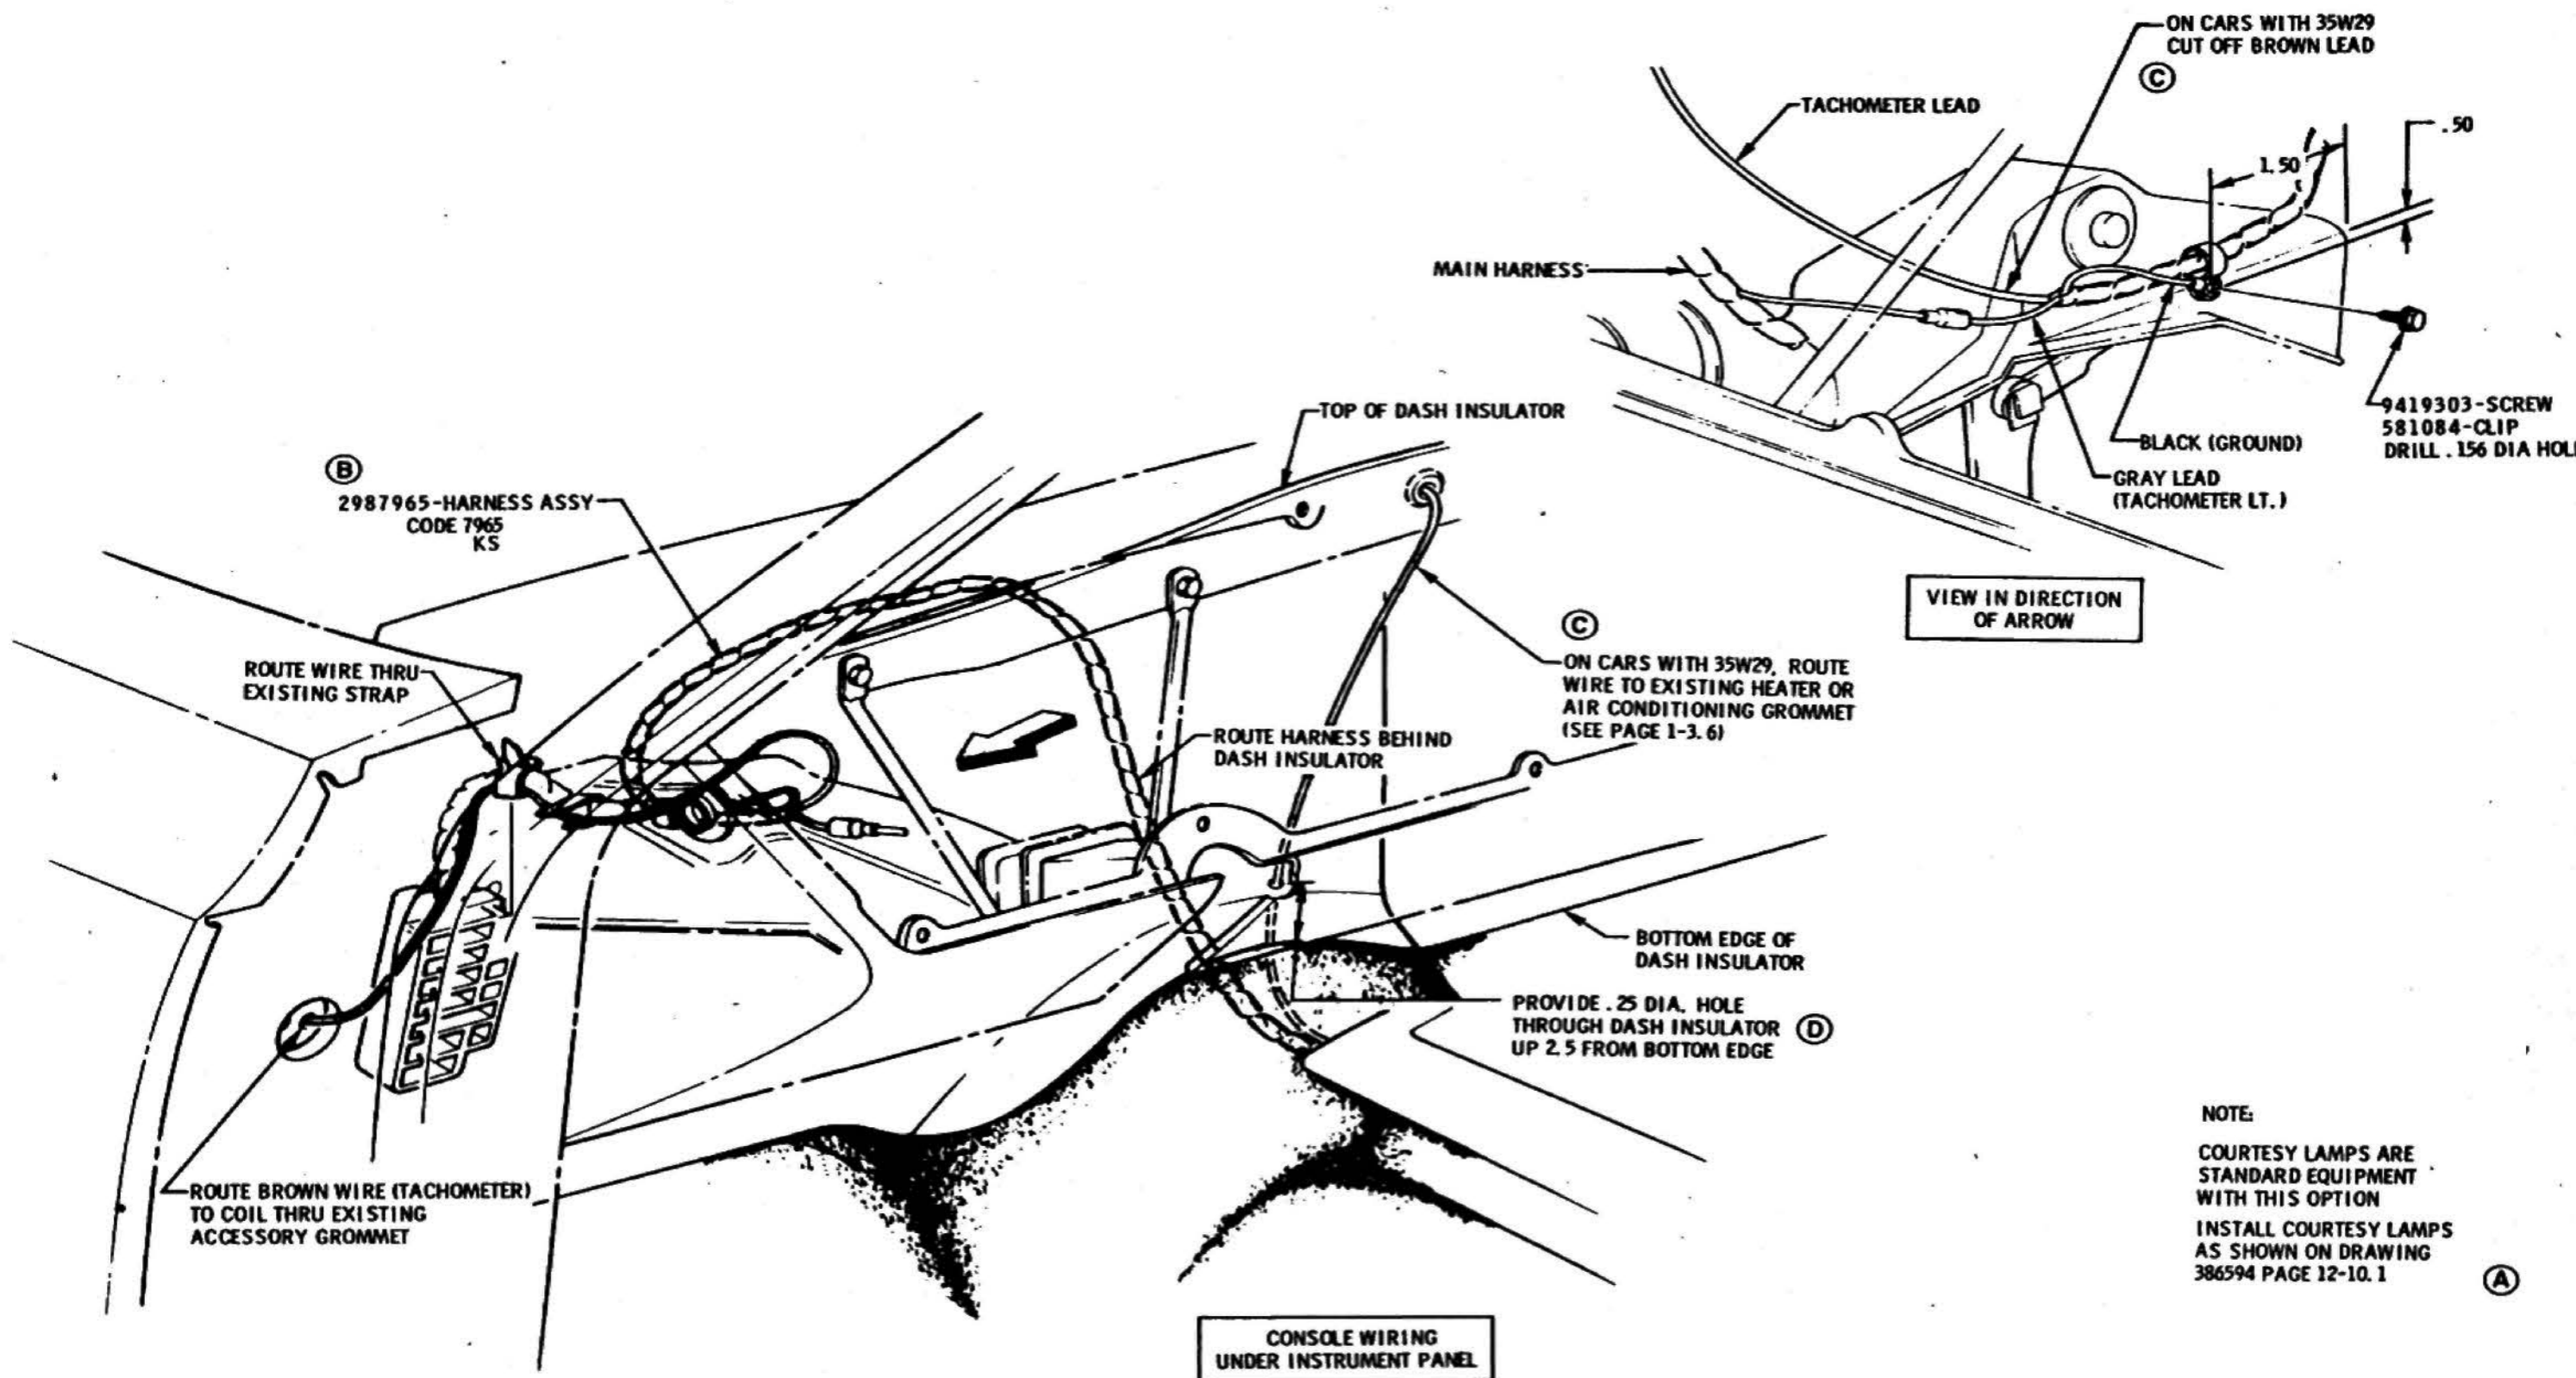 ON CARS WITH 35W29
CUT OFF BROWN LEAD
C
TACHOMETER LEAD
.50
1.50
MAIN HARNESS
9419303-SCREW
581084-CLIP
DRILL .156 DIA HOL
BLACK (GROUND)
GRAY LEAD
(TACHOMETER LT.)
VIEW IN DIRECTION
OF ARROW
TOP OF DASH INSULATOR
B
2987965-HARNESS ASSY
CODE 7965
KS
ROUTE WIRE THRU
EXISTING STRAP
C
ON CARS WITH 35W29, ROUTE
WIRE TO EXISTING HEATER OR
AIR CONDITIONING GROMMET
(SEE PAGE 1-3.6)
ROUTE HARNESS BEHIND
DASH INSULATOR
BOTTOM EDGE OF
DASH INSULATOR
PROVIDE .25 DIA. HOLE
THROUGH DASH INSULATOR D
UP 2.5 FROM BOTTOM EDGE
ROUTE BROWN WIRE (TACHOMETER)
TO COIL THRU EXISTING
ACCESSORY GROMMET
NOTE:
COURTESY LAMPS ARE
STANDARD EQUIPMENT
WITH THIS OPTION
INSTALL COURTESY LAMPS
AS SHOWN ON DRAWING
386594 PAGE 12-10.1
A
CONSOLE WIRING
UNDER INSTRUMENT PANEL